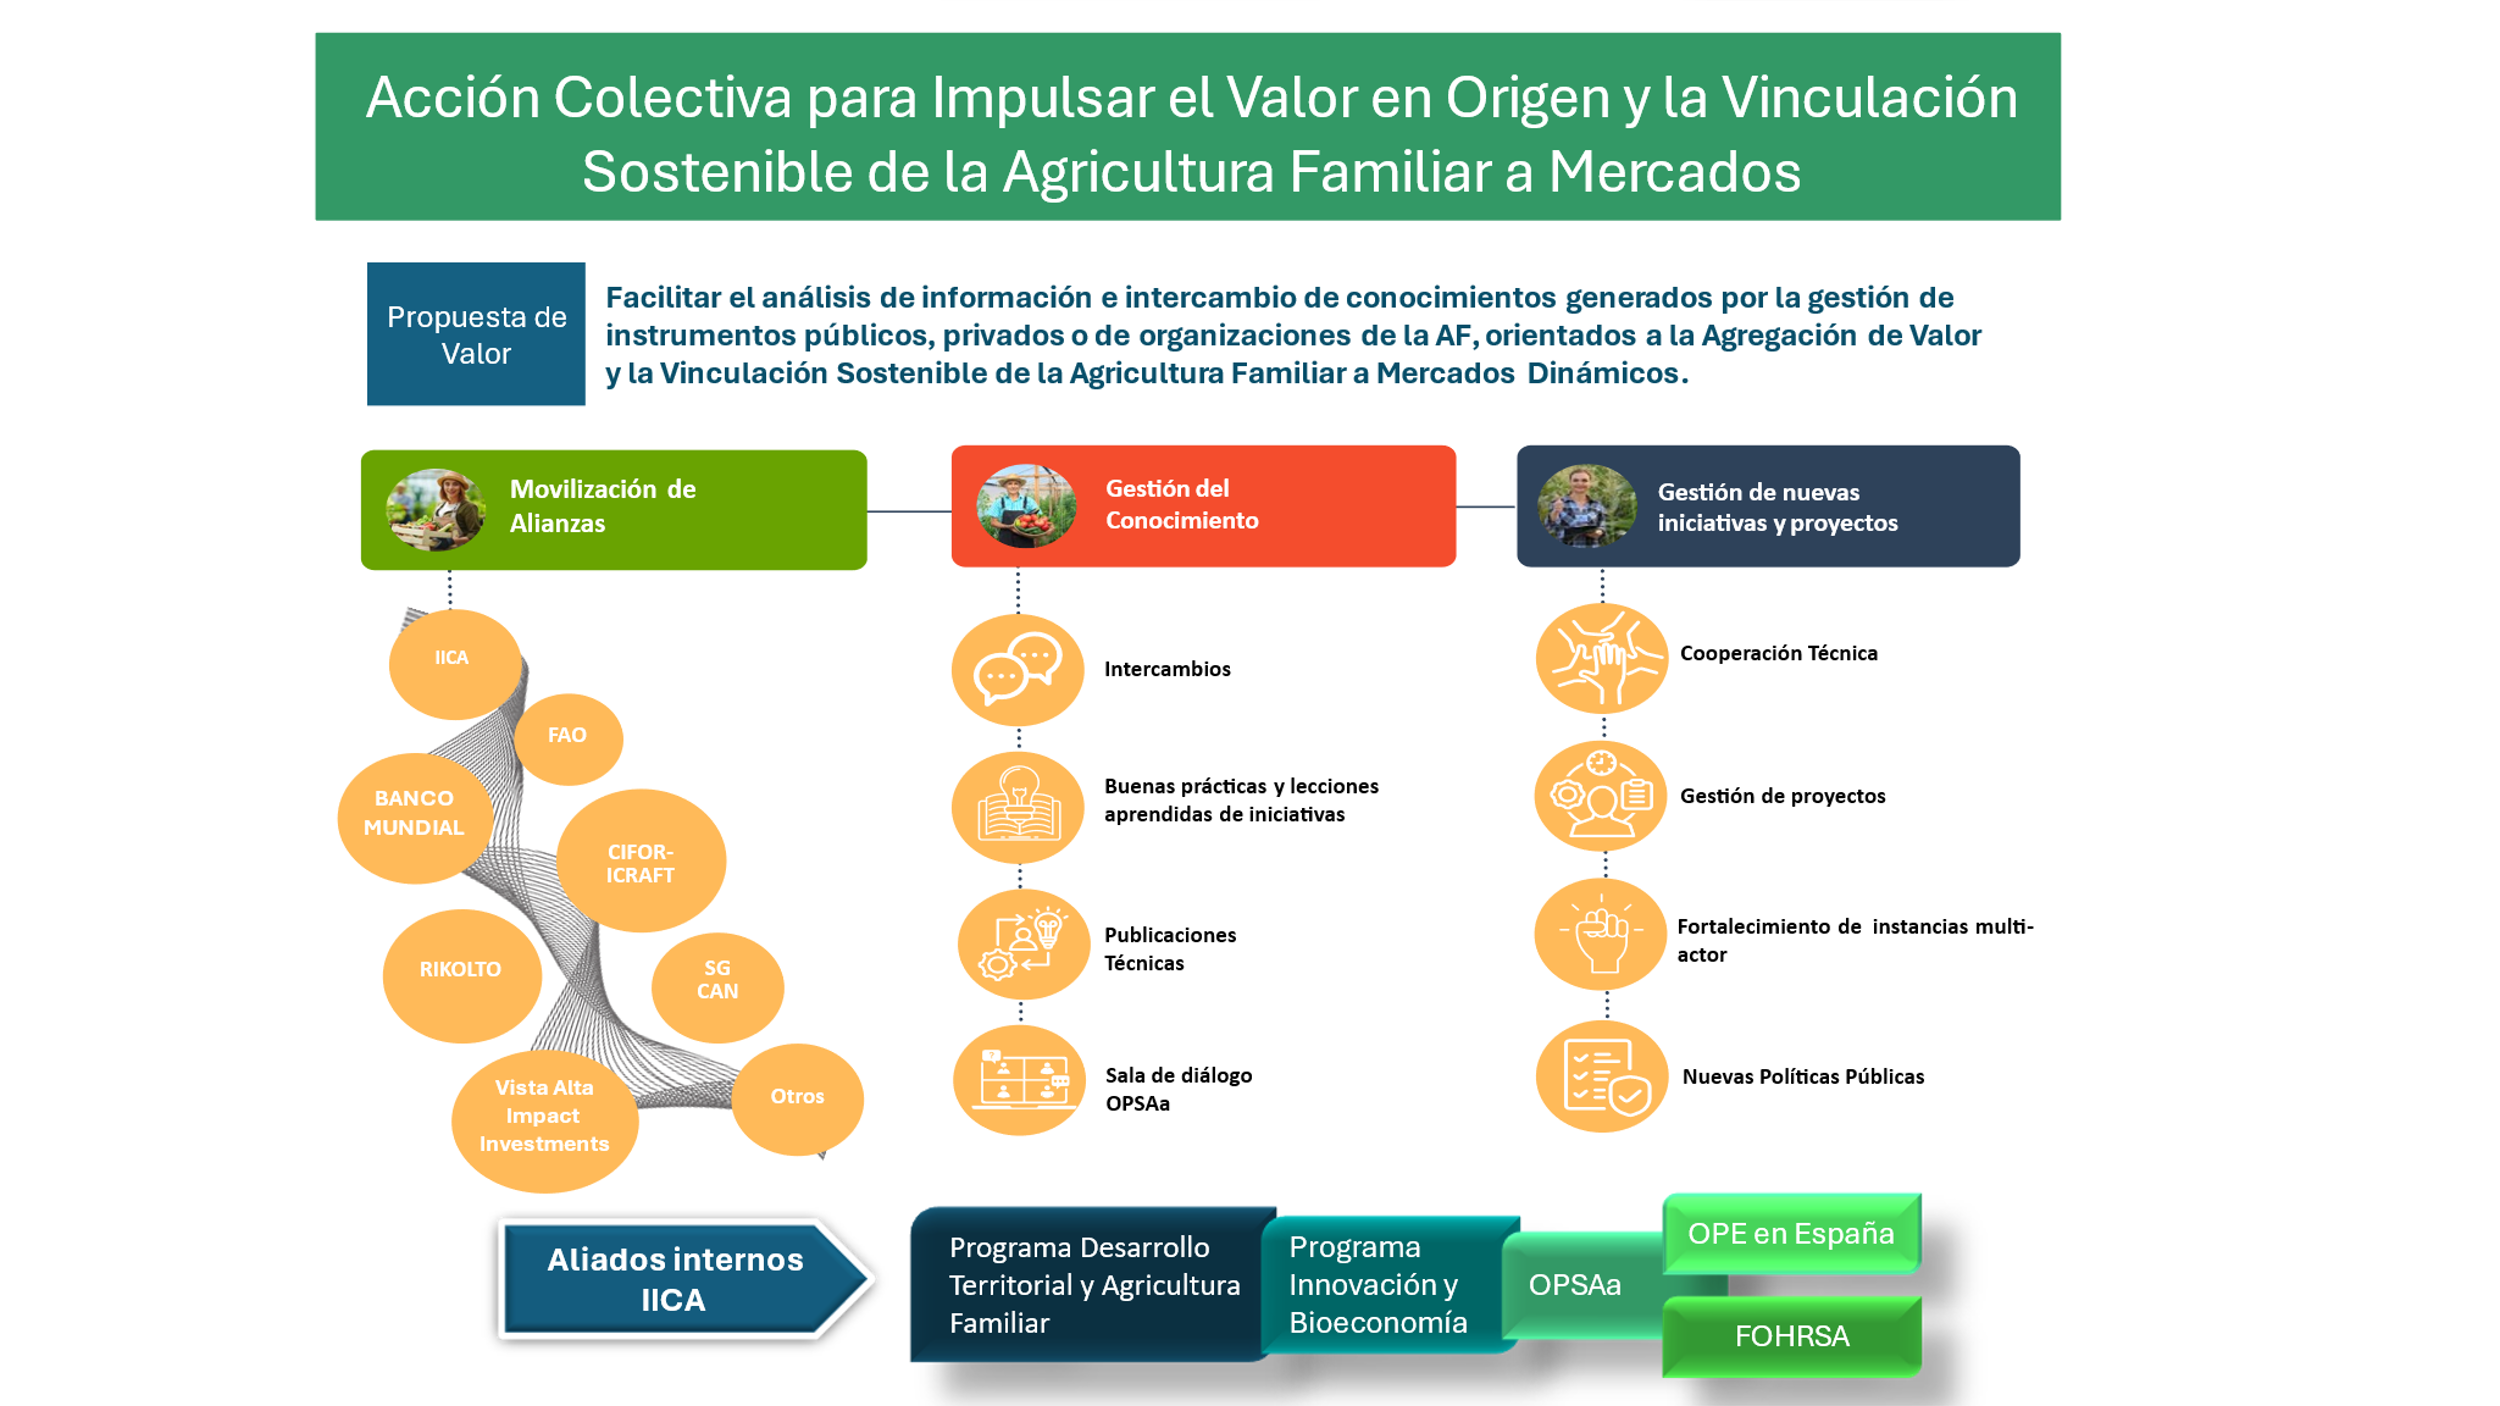 Acción Colectiva para Impulsar el Valor en Origen y la Vinculación
Sostenible de la Agricultura Familiar a Mercados
Propuesta de
Valor
Facilitar el análisis de información e intercambio de conocimientos generados por la gestión de
instrumentos públicos, privados o de organizaciones de la AF, orientados a la Agregación de Valor
y la Vinculación Sostenible de la Agricultura Familiar a Mercados Dinámicos.
Movilización de
Alianzas
IICA
FAO
BANCO
MUNDIAL
CIFOR-
ICRAFT
RIKOLTO
SG
CAN
Vista Alta
Impact
Investments
Otros
Gestión del
Conocimiento
Intercambios
Buenas prácticas y lecciones
aprendidas de iniciativas
Publicaciones
Técnicas
Sala de diálogo
OPSAa
Gestión de nuevas
iniciativas y proyectos
Cooperación Técnica
Gestión de proyectos
Fortalecimiento de instancias multi-
actor
Nuevas Políticas Públicas
Aliados internos
IICA
Programa Desarrollo
Territorial y Agricultura
Familiar
Programa
Innovación y
Bioeconomía
OPSAa
OPE en España
FOHRSA